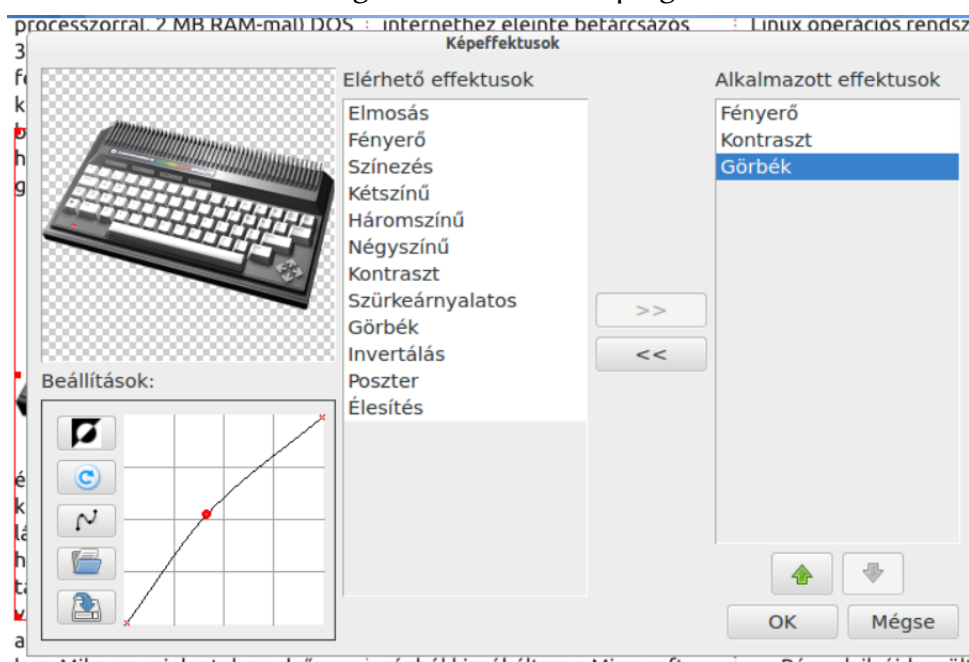 processzorral, 2 MB RAM-mal) DOS
internethez eleinte betárcsázós
Linux operációs rendsz
Képeffektusok
Elérhető effektusok
Elmosás
Fényerő
Színezés
Kétszínű
Háromszínű
Négyszínű
Kontraszt
Szürkeárnyalatos
Görbék
Invertálás
Poszter
Élesítés
>>
<<
Alkalmazott effektusok
Fényerő
Kontraszt
Görbék
Beállítások:
OK
Mégse